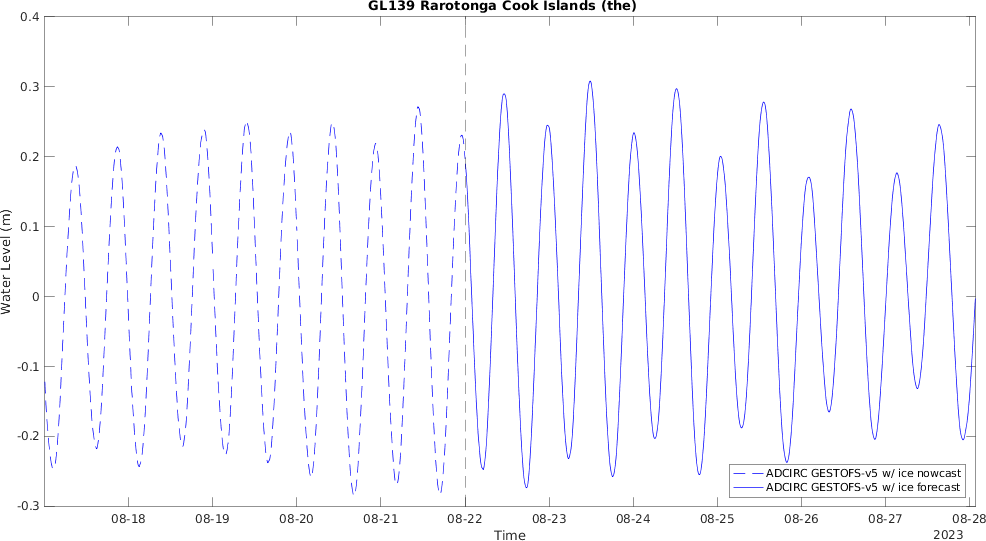 GL139 Rarotonga Cook Islands (the)
0.4
0.3
0.2
0.1
0
-0.1
-0.2
-0.3
Water Level (m)
ADCIRC GESTOFS-v5 w/ ice nowcast
ADCIRC GESTOFS-v5 w/ ice forecast
08-18 08-19 08-20 08-21 08-22 08-23 08-24 08-25 08-26 08-27 08-28
Time
2023